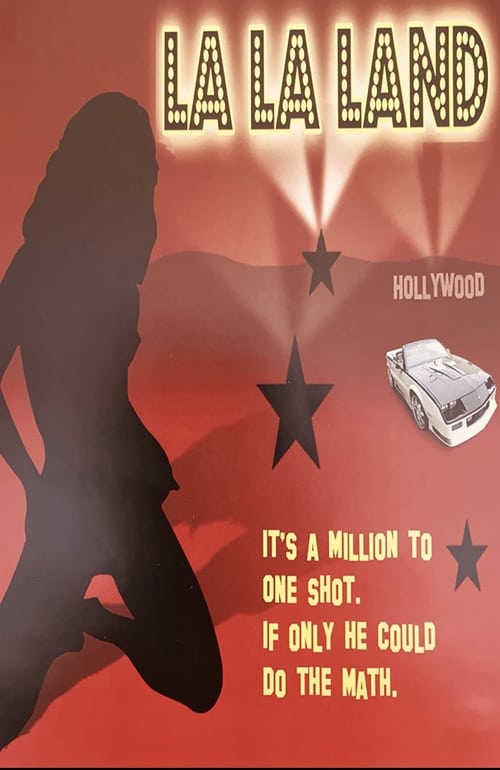 LA LA LAND
HOLLYWOOD
IT'S A MILLION TO
ONE SHOT.
IF ONLY HE COULD
DO THE MATH.